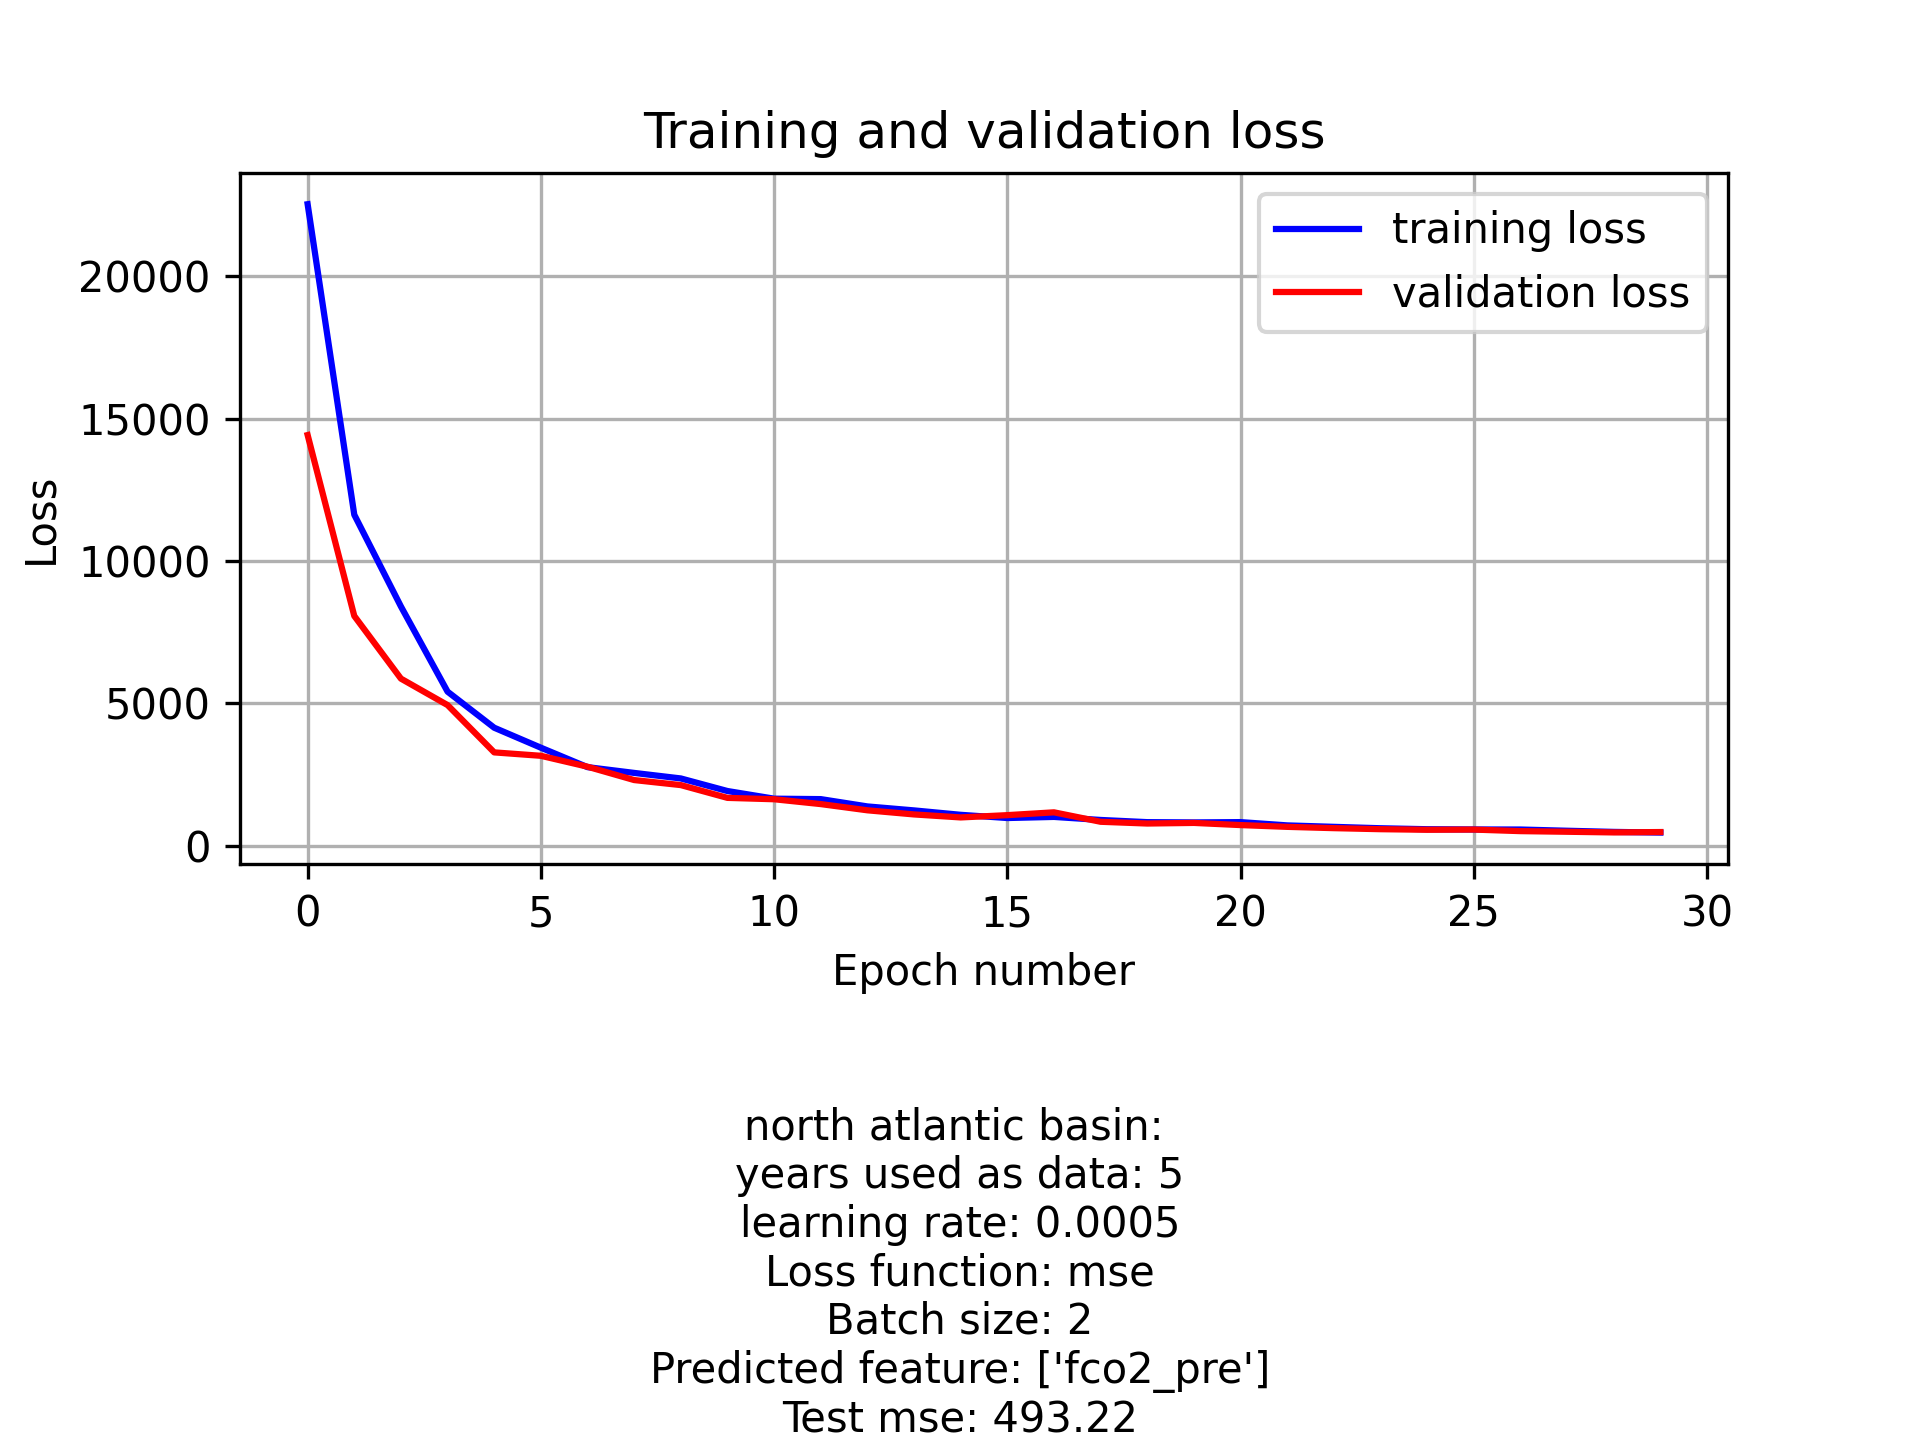 Training and validation loss
training loss
validation loss
20000
15000
10000
5000
0
Loss
0 5 10 15 20 25 30
Epoch number
north atlantic basin:
years used as data: 5
learning rate: 0.0005
Loss function: mse
Batch size: 2
Predicted feature: ['fco2_pre']
Test mse: 493.22